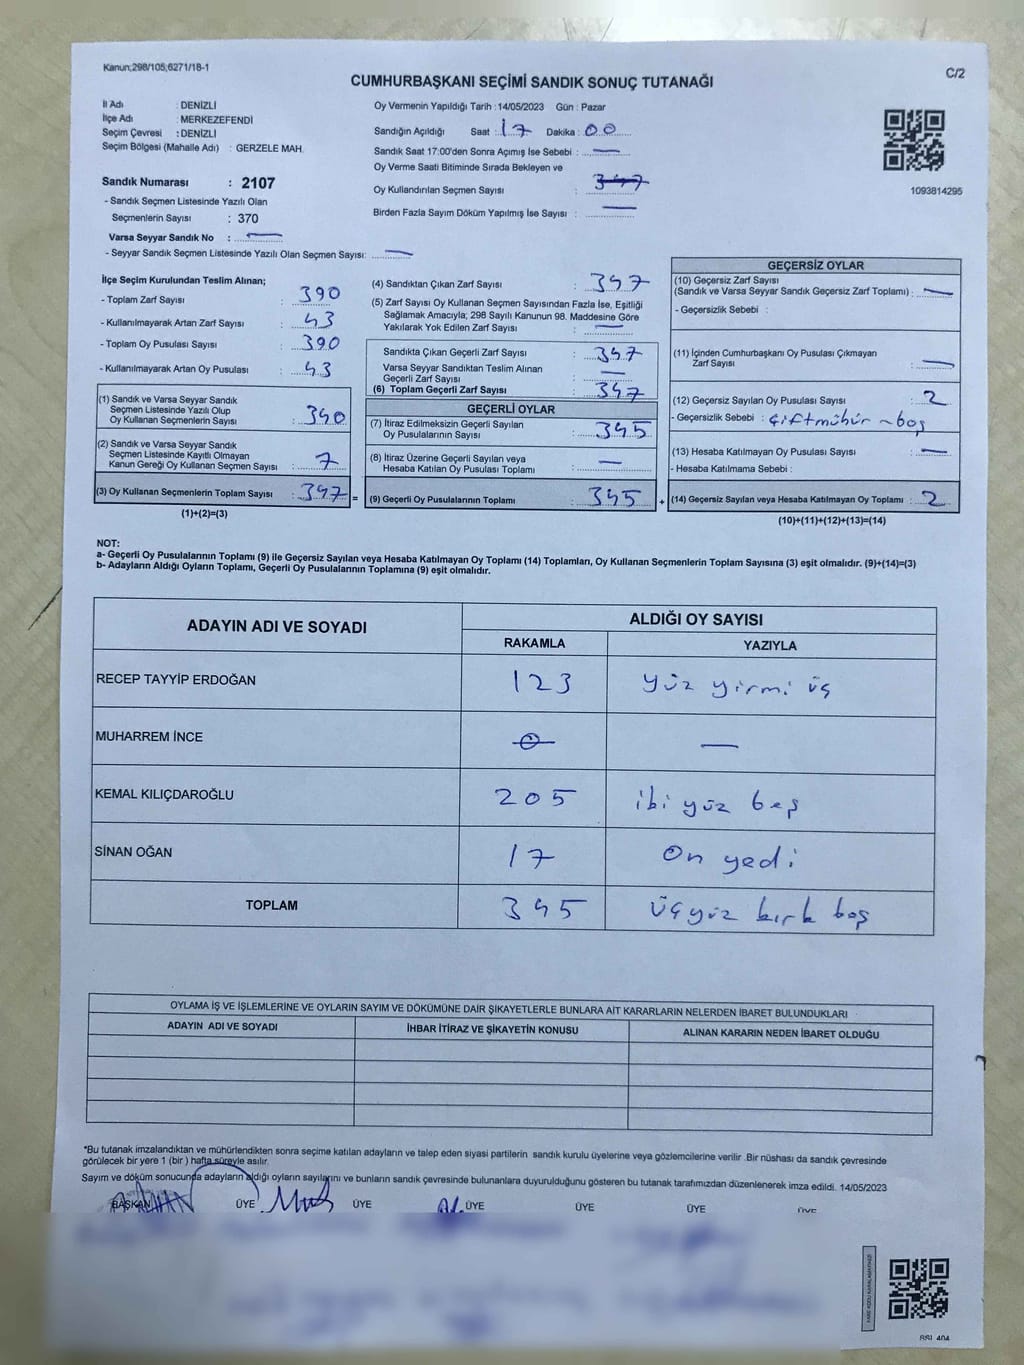 Kanun;298/105;6271/18-1
C/2
CUMHURBAŞKANI SEÇİMİ SANDIK SONUÇ TUTANAĞI
İl Adı : DENİZLİ
İlçe Adı : MERKEZEFENDİ
Seçim Çevresi : DENİZLİ
Seçim Bölgesi (Mahalle Adı) : GERZELE MAH.
Sandık Numarası : 2107
- Sandık Seçmen Listesinde Yazılı Olan
Seçmenlerin Sayısı : 370
Varsa Seyyar Sandık No : —
- Seyyar Sandık Seçmen Listesinde Yazılı Olan Seçmen Sayısı: —
Oy Vermenin Yapıldığı Tarih :14/05/2023 Gün : Pazar
Sandığın Açıldığı Saat : 17 Dakika : 00
Sandık Saat 17:00'den Sonra Açımış İse Sebebi : —
Oy Verme Saati Bitiminde Sırada Bekleyen ve
Oy Kullandırılan Seçmen Sayısı : 347
Birden Fazla Sayım Döküm Yapılmış İse Sayısı : —
1093814295
İlçe Seçim Kurulundan Teslim Alınan;
- Toplam Zarf Sayısı : 390
- Kullanılmayarak Artan Zarf Sayısı : 43
- Toplam Oy Pusulası Sayısı : 390
- Kullanılmayarak Artan Oy Pusulası : 43
(1) Sandık ve Varsa Seyyar Sandık
Seçmen Listesinde Yazılı Olup
Oy Kullanan Seçmenlerin Sayısı : 340
(2) Sandık ve Varsa Seyyar Sandık
Seçmen Listesinde Kayıtlı Olmayan
Kanun Gereği Oy Kullanan Seçmen Sayısı : 7
(3) Oy Kullanan Seçmenlerin Toplam Sayısı : 347 =
(1)+(2)=(3)
(4) Sandıktan Çıkan Zarf Sayısı : 347
(5) Zarf Sayısı Oy Kullanan Seçmen Sayısından Fazla İse, Eşitliği
Sağlamak Amacıyla; 298 Sayılı Kanunun 98. Maddesine Göre
Yakılarak Yok Edilen Zarf Sayısı : —
Sandıkta Çıkan Geçerli Zarf Sayısı : 347
Varsa Seyyar Sandıktan Teslim Alınan
Geçerli Zarf Sayısı : —
(6) Toplam Geçerli Zarf Sayısı : 347
GEÇERLİ OYLAR
(7) İtiraz Edilmeksizin Geçerli Sayılan
Oy Pusulalarının Sayısı : 345
(8) İtiraz Üzerine Geçerli Sayılan veya
Hesaba Katılan Oy Pusulası Toplamı : —
(9) Geçerli Oy Pusulalarının Toplamı : 345 +
GEÇERSİZ OYLAR
(10) Geçersiz Zarf Sayısı
(Sandık ve Varsa Seyyar Sandık Geçersiz Zarf Toplamı) : —
- Geçersizlik Sebebi :
(11) İçinden Cumhurbaşkanı Oy Pusulası Çıkmayan
Zarf Sayısı : —
(12) Geçersiz Sayılan Oy Pusulası Sayısı : 2
- Geçersizlik Sebebi : çift mühür ~ boş
(13) Hesaba Katılmayan Oy Pusulası Sayısı : —
- Hesaba Katılmama Sebebi :
(14) Geçersiz Sayılan veya Hesaba Katılmayan Oy Toplamı : 2
(10)+(11)+(12)+(13)=(14)
NOT:
a- Geçerli Oy Pusulalarının Toplamı (9) ile Geçersiz Sayılan veya Hesaba Katılmayan Oy Toplamı (14) Toplamları, Oy Kullanan Seçmenlerin Toplam Sayısına (3) eşit olmalıdır. (9)+(14)=(3)
b- Adayların Aldığı Oyların Toplamı, Geçerli Oy Pusulalarının Toplamına (9) eşit olmalıdır.
ADAYIN ADI VE SOYADI ALDIĞI OY SAYISI
RAKAMLA YAZIYLA
RECEP TAYYİP ERDOĞAN 123 yüz yirmi üç
MUHARREM İNCE 0 —
KEMAL KILIÇDAROĞLU 205 iki yüz beş
SİNAN OĞAN 17 On yedi
TOPLAM 345 Üçyüz kırk beş
OYLAMA İŞ VE İŞLEMLERİNE VE OYLARIN SAYIM VE DÖKÜMÜNE DAİR ŞİKAYETLERLE BUNLARA AİT KARARLARIN NELERDEN İBARET BULUNDUKLARI
ADAYIN ADI VE SOYADI İHBAR İTİRAZ VE ŞİKAYETİN KONUSU ALINAN KARARIN NEDEN İBARET OLDUĞU
*Bu tutanak imzalandıktan ve mühürlendikten sonra seçime katılan adayların ve talep eden siyasi partilerin sandık kurulu üyelerine veya gözlemcilerine verilir .Bir nüshası da sandık çevresinde
görülecek bir yere 1 (bir ) hafta süreyle asılır.
Sayım ve döküm sonucunda adayların aldığı oyların sayılarını ve bunların sandık çevresinde bulunanlara duyurulduğunu gösteren bu tutanak tarafımızdan düzenlenerek imza edildi. 14/05/2023
BAŞKAN ÜYE ÜYE ÜYE ÜYE ÜYE ÜYE